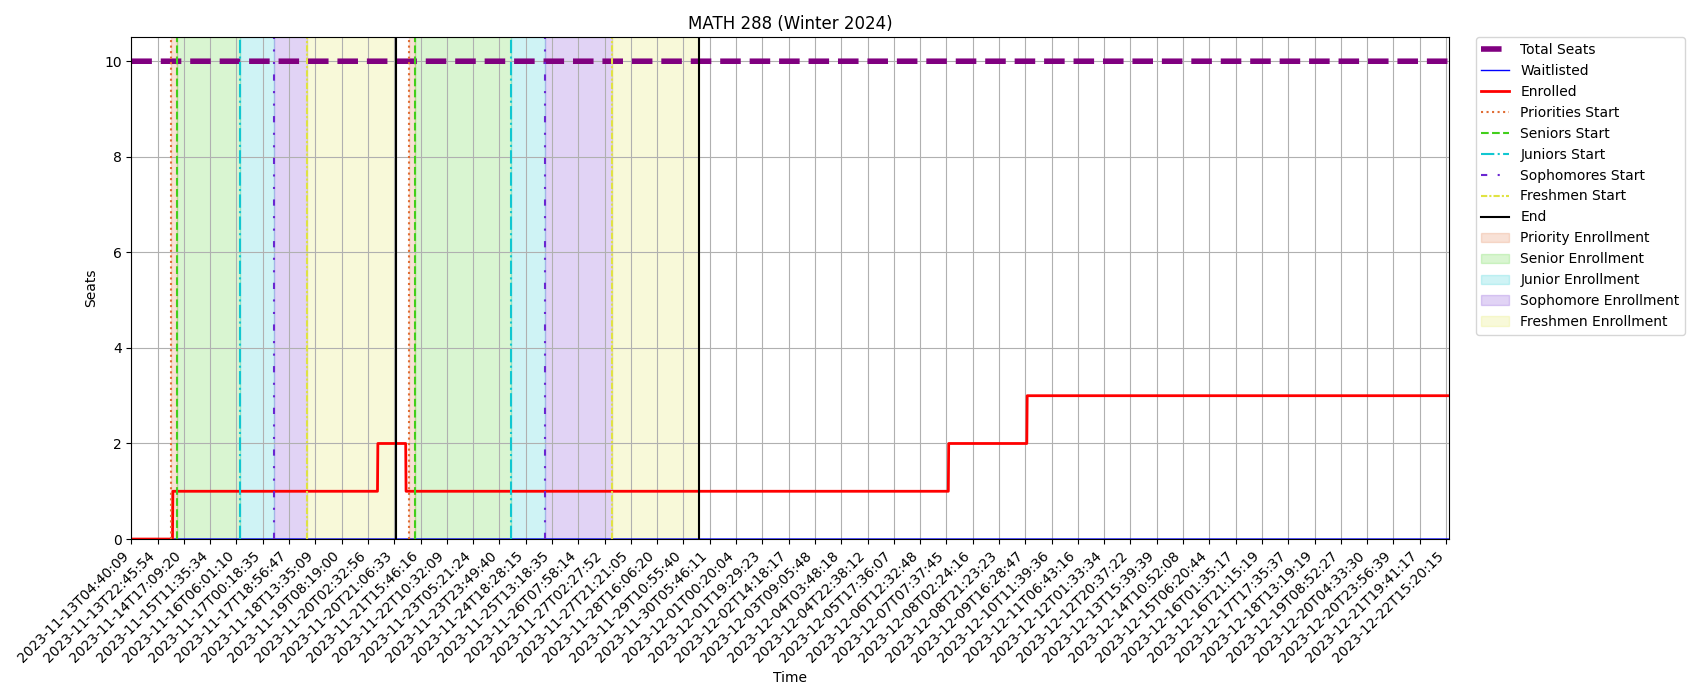 MATH 288 (Winter 2024)
Seats
10
8
6
4
2
0
2023-11-13T04:40:09
2023-11-13T22:45:54
2023-11-14T17:09:20
2023-11-15T11:35:34
2023-11-16T06:01:10
2023-11-17T00:18:35
2023-11-17T18:56:47
2023-11-18T13:35:09
2023-11-19T08:19:00
2023-11-20T02:32:56
2023-11-20T21:06:33
2023-11-21T15:46:16
2023-11-22T10:32:09
2023-11-23T05:21:24
2023-11-23T23:49:40
2023-11-24T18:28:15
2023-11-25T13:18:35
2023-11-26T07:58:14
2023-11-27T02:27:52
2023-11-27T21:21:05
2023-11-28T16:06:20
2023-11-29T10:55:40
2023-11-30T05:46:11
2023-12-01T00:20:04
2023-12-01T19:29:23
2023-12-02T14:18:17
2023-12-03T09:05:48
2023-12-04T03:48:18
2023-12-04T22:38:12
2023-12-05T17:36:07
2023-12-06T12:32:48
2023-12-07T07:37:45
2023-12-08T02:24:16
2023-12-08T21:23:23
2023-12-09T16:28:47
2023-12-10T11:39:36
2023-12-11T06:43:16
2023-12-12T01:33:34
2023-12-12T20:37:22
2023-12-13T15:39:39
2023-12-14T10:52:08
2023-12-15T06:20:44
2023-12-16T01:35:17
2023-12-16T21:15:19
2023-12-17T17:35:37
2023-12-18T13:19:19
2023-12-19T08:52:27
2023-12-20T04:33:30
2023-12-20T23:56:39
2023-12-21T19:41:17
2023-12-22T15:20:15
Time
Total Seats
Waitlisted
Enrolled
Priorities Start
Seniors Start
Juniors Start
Sophomores Start
Freshmen Start
End
Priority Enrollment
Senior Enrollment
Junior Enrollment
Sophomore Enrollment
Freshmen Enrollment